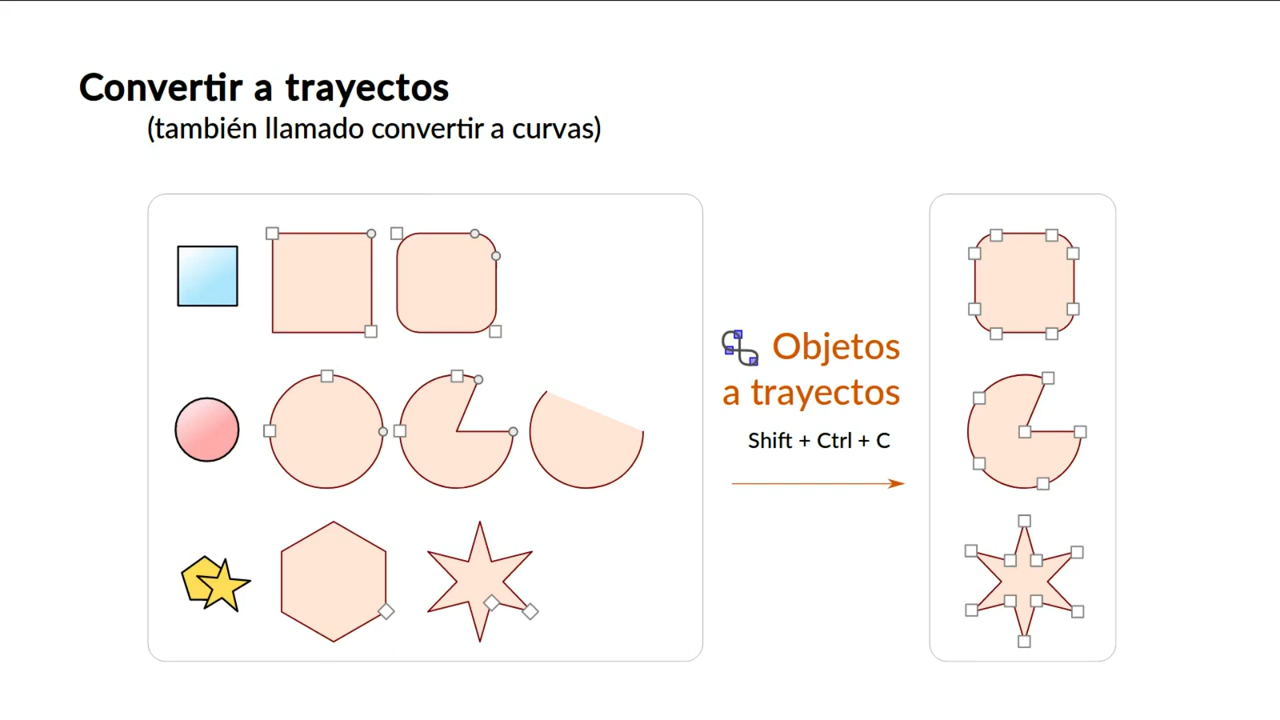 Convertir a trayectos
(también llamado convertir a curvas)
Objetos
a trayectos
Shift + Ctrl + C